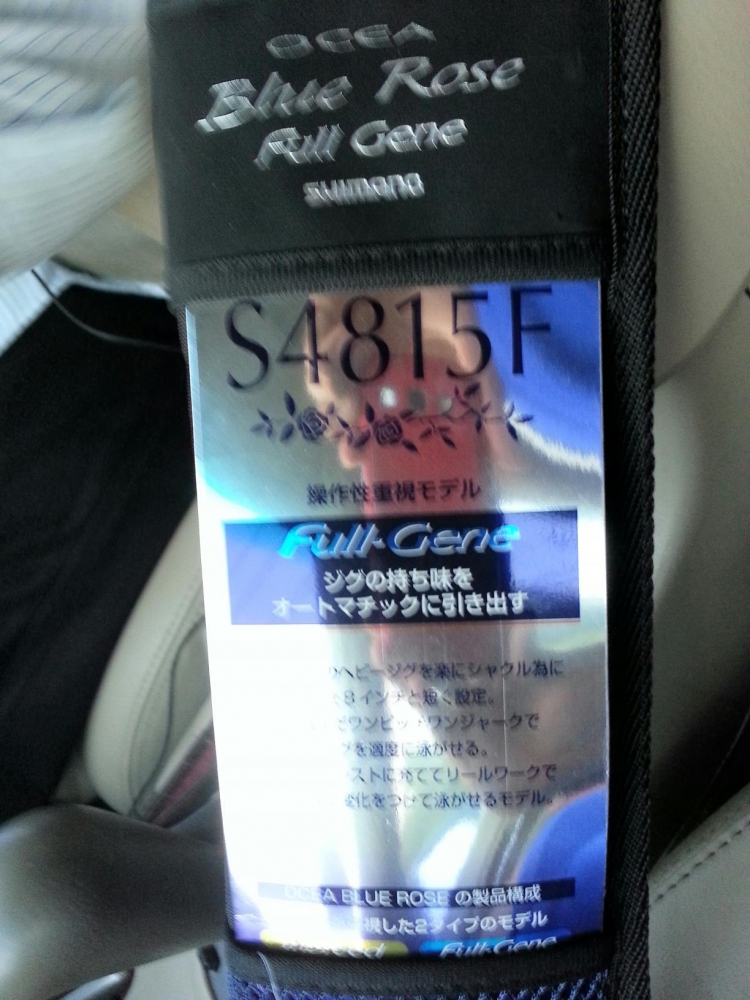 OCEA
Blue Rose
Full Gene
SHIMANO
S4815F
操作性重視モデル
Full-Gene
ジグの持ち味を
オートマチックに引き出す
ヘビージグを楽にシャクル為に
8インチと短く設定。
ワンピッチワンジャークで
を適度に泳がせる。
ストに充ててリールワークで
変化をつけて泳がせるモデル。
OCEA BLUE ROSE の製品構成
視した2タイプのモデル
Full-Gene